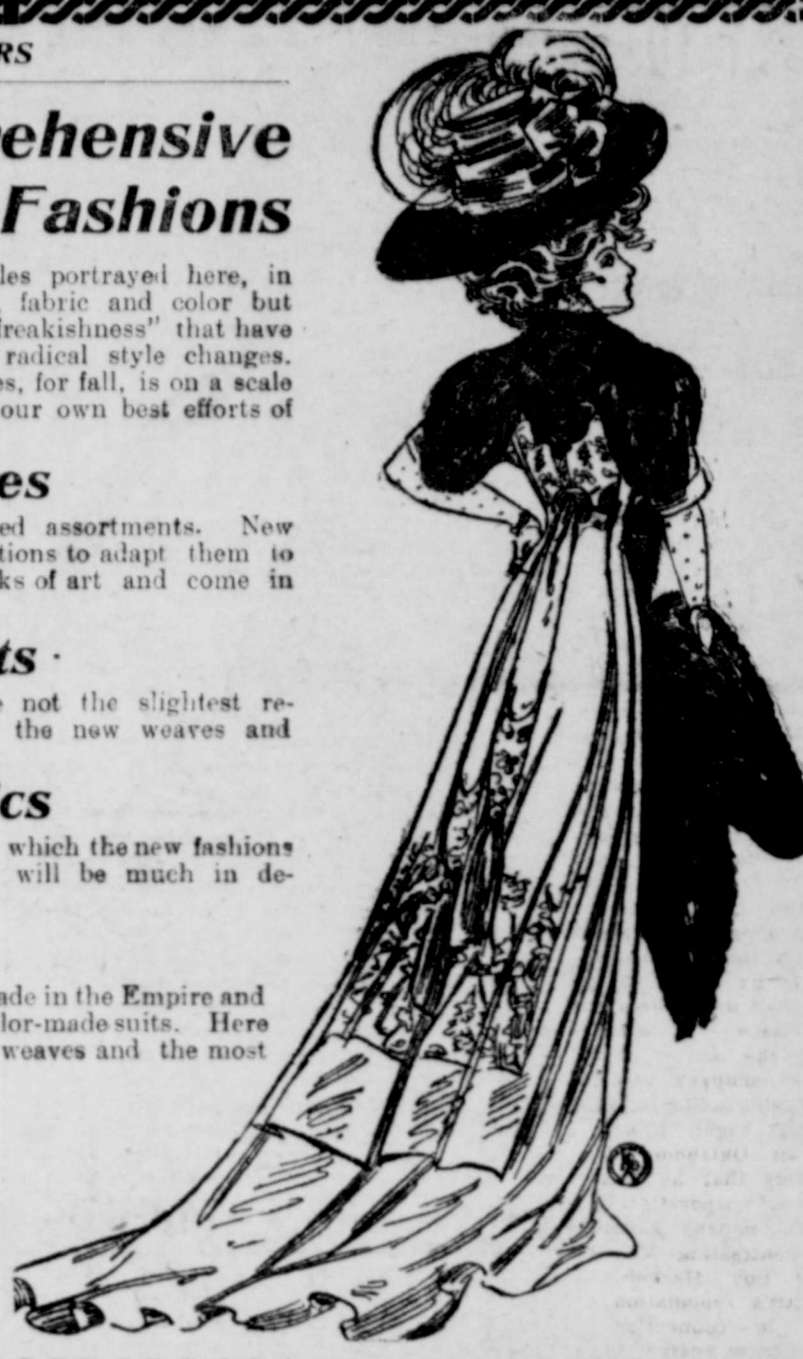 RS
ehensive
Fashions
les portrayed here, in
fabric and color but
freakishness" that have
radical style changes.
es, for fall, is on a scale
our own best efforts of
es
ed assortments. New
tions to adapt them to
ks of art and come in
ts
not the slightest re-
the new weaves and
ics
which the new fashions
will be much in de-
ade in the Empire and
lor-made suits. Here
weaves and the most